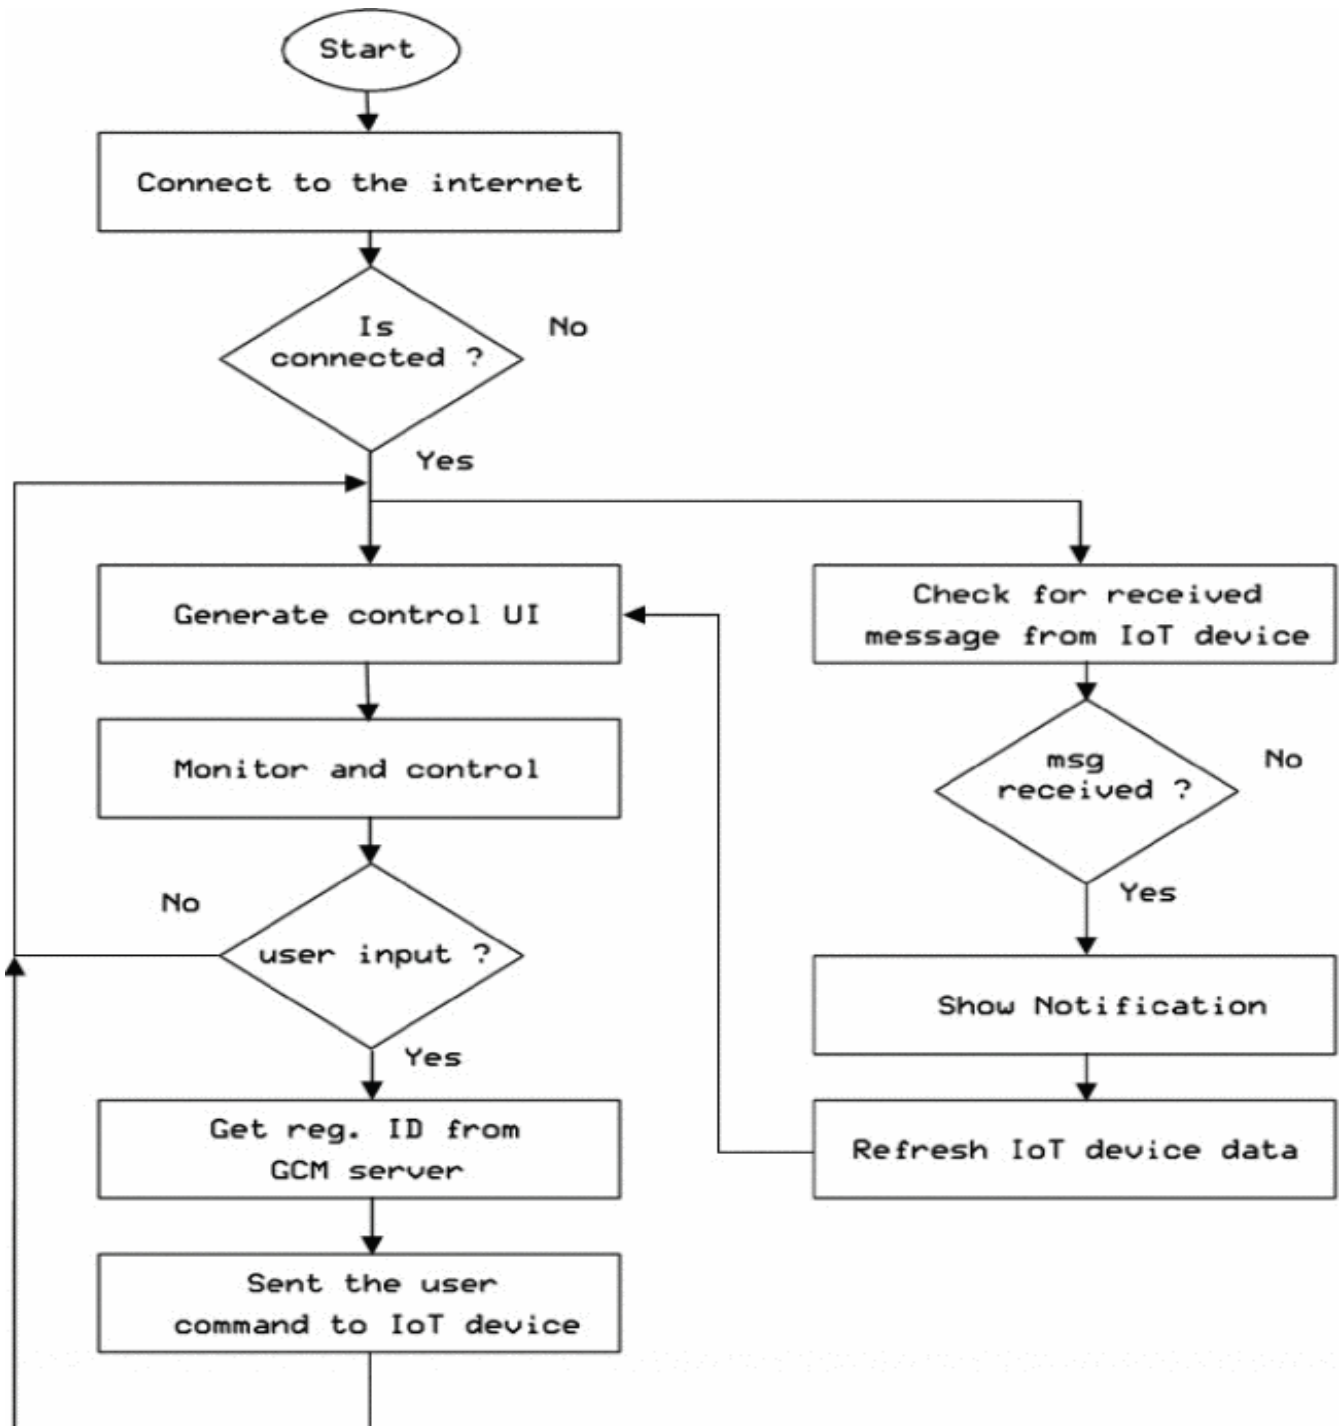 Start
Connect to the internet
Is
connected ?
No
Yes
Generate control UI
Monitor and control
No
user input ?
Yes
Get reg. ID from
GCM server
Sent the user
command to IoT device
Check for received
message from IoT device
msg
received ?
No
Yes
Show Notification
Refresh IoT device data